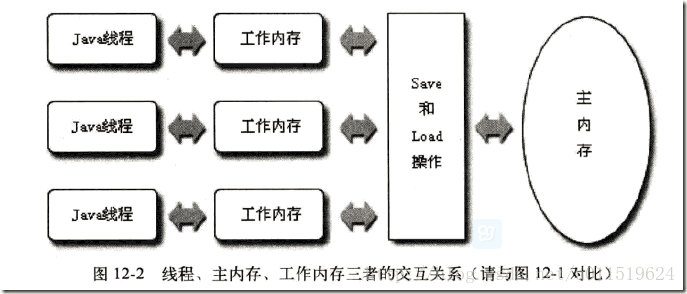 Java线程
工作内存
Java线程
工作内存
Java线程
工作内存
Save
和
Load
操作
主
内
存
图 12-2 线程、主内存、工作内存三者的交互关系（请与图 12-1 对比）
1519624